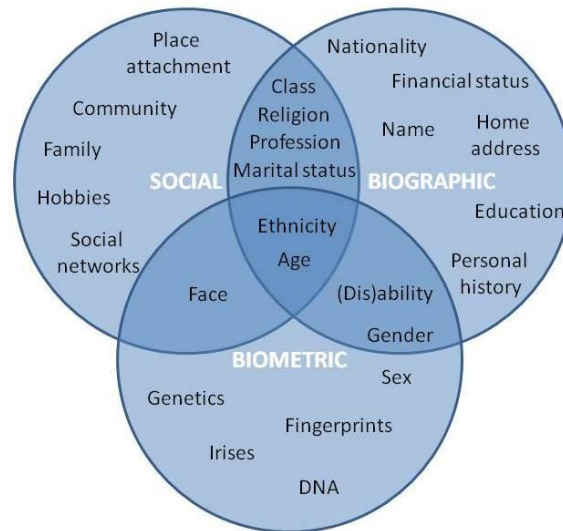 Place
attachment
Community
Family
Hobbies
Social
networks
SOCIAL
Class
Religion
Profession
Marital status
Nationality
Financial status
Name
Home
address
BIOGRAPHIC
Education
Personal
history
Ethnicity
Age
Face
(Dis)ability
Gender
BIOMETRIC
Sex
Genetics
Fingerprints
Irises
DNA